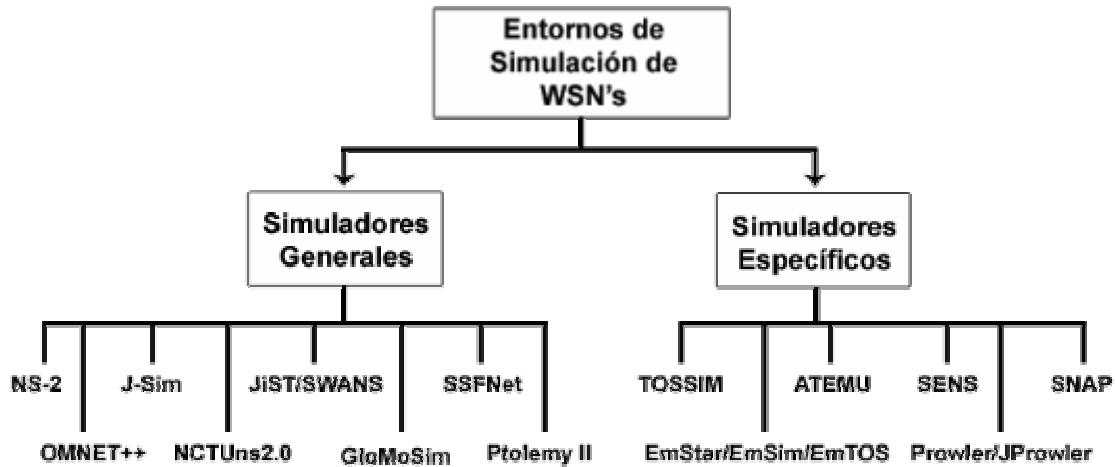 Entornos de
Simulación de
WSN's
Simuladores
Generales
Simuladores
Específicos
NS-2
J-Sim
JiST/SWANS
SSFNet
TOSSIM
ATEMU
SENS
SNAP
OMNET++
NCTUns2.0
GloMoSim
Ptolemy II
EmStar/EmSim/EmTOS
Prowler/JProwler